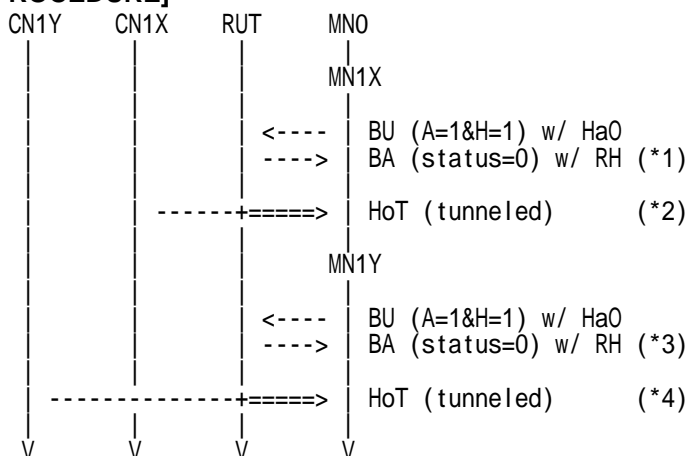 ROCEDURE]
CN1Y CN1X RUT MN0
MN1X
<---- BU (A=1&H=1) w/ HaO
----> BA (status=0) w/ RH (*1)
------+=====> HoT (tunneled) (*2)
MN1Y
<---- BU (A=1&H=1) w/ HaO
----> BA (status=0) w/ RH (*3)
--------------+=====> HoT (tunneled) (*4)
V V V V